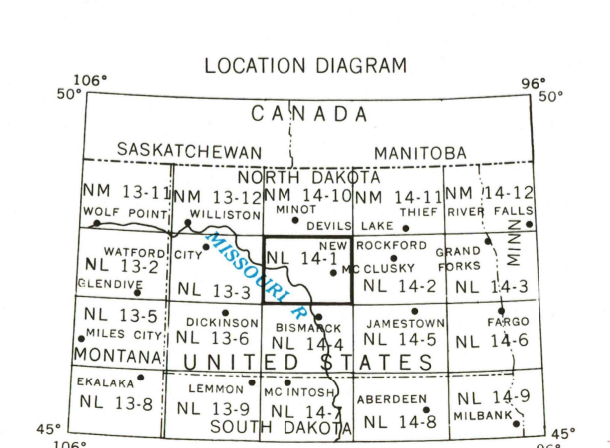 LOCATION DIAGRAM
106° 96°
50° 50°
CANADA
SASKATCHEWAN MANITOBA
NORTH DAKOTA
NM 13-11 NM 13-12 NM 14-10 NM 14-11 NM 14-12
WOLF POINT WILLISTON MINOT DEVILS LAKE THIEF RIVER FALLS
MINN
WATFORD CITY NEW ROCKFORD GRAND FORKS
NL 13-2 NL 14-1 MC CLUSKY
GLENDIVE NL 13-3 NL 14-2 NL 14-3
MISSOURI R
NL 13-5 DICKINSON BISMARCK JAMESTOWN FARGO
MILES CITY NL 13-6 NL 14-4 NL 14-5 NL 14-6
MONTANA UNITED STATES
EKALAKA LEMMON MC INTOSH ABERDEEN NL 14-9
NL 13-8 NL 13-9 NL 14-7 NL 14-8 MILBANK
SOUTH DAKOTA
45° 45°
106° 96°